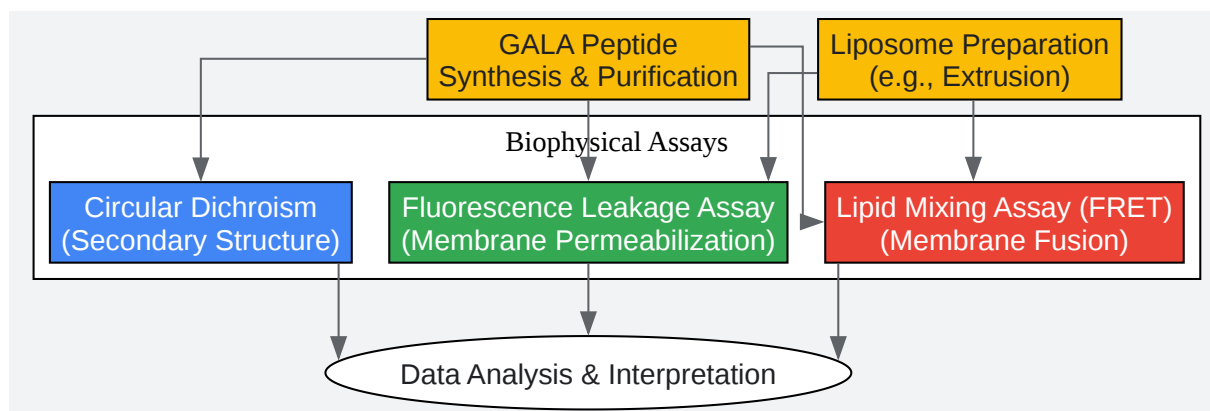 GALA Peptide
Synthesis & Purification
Liposome Preparation
(e.g., Extrusion)
Biophysical Assays
Circular Dichroism
(Secondary Structure)
Fluorescence Leakage Assay
(Membrane Permeabilization)
Lipid Mixing Assay (FRET)
(Membrane Fusion)
Data Analysis & Interpretation